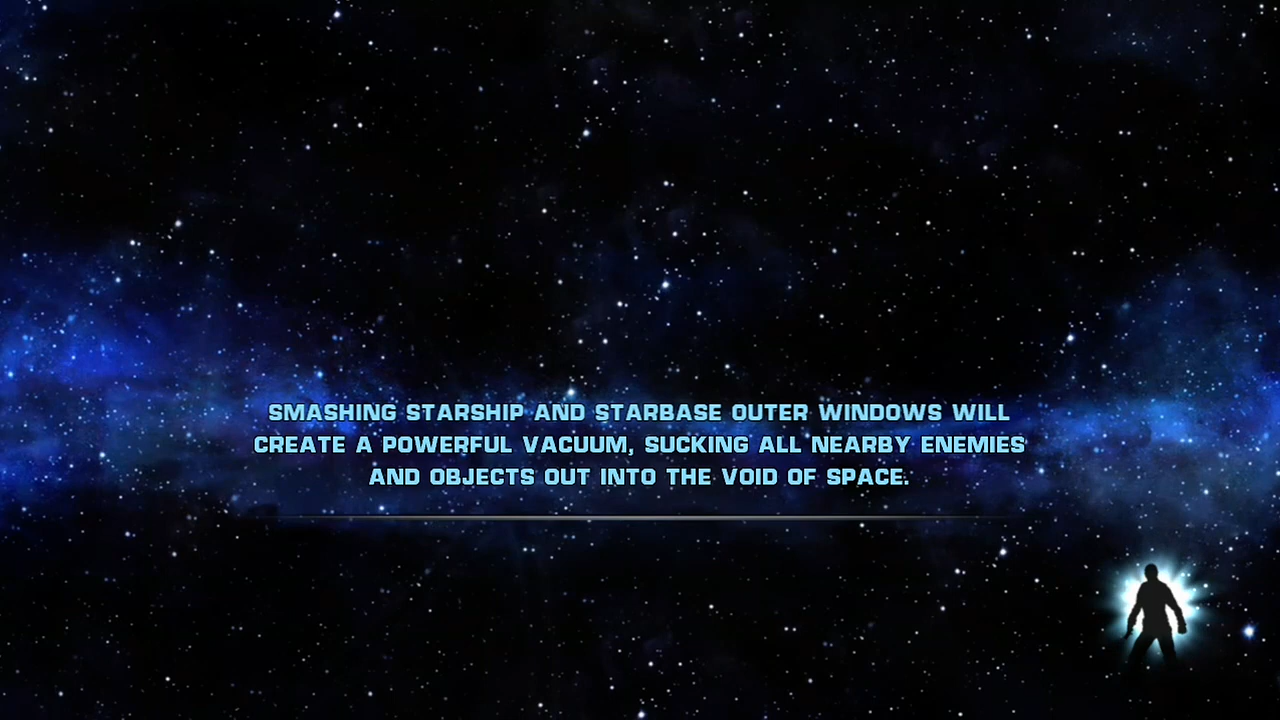 SMASHING STARSHIP AND STARBASE OUTER WINDOWS WILL
CREATE A POWERFUL VACUUM, SUCKING ALL NEARBY ENEMIES
AND OBJECTS OUT INTO THE VOID OF SPACE.